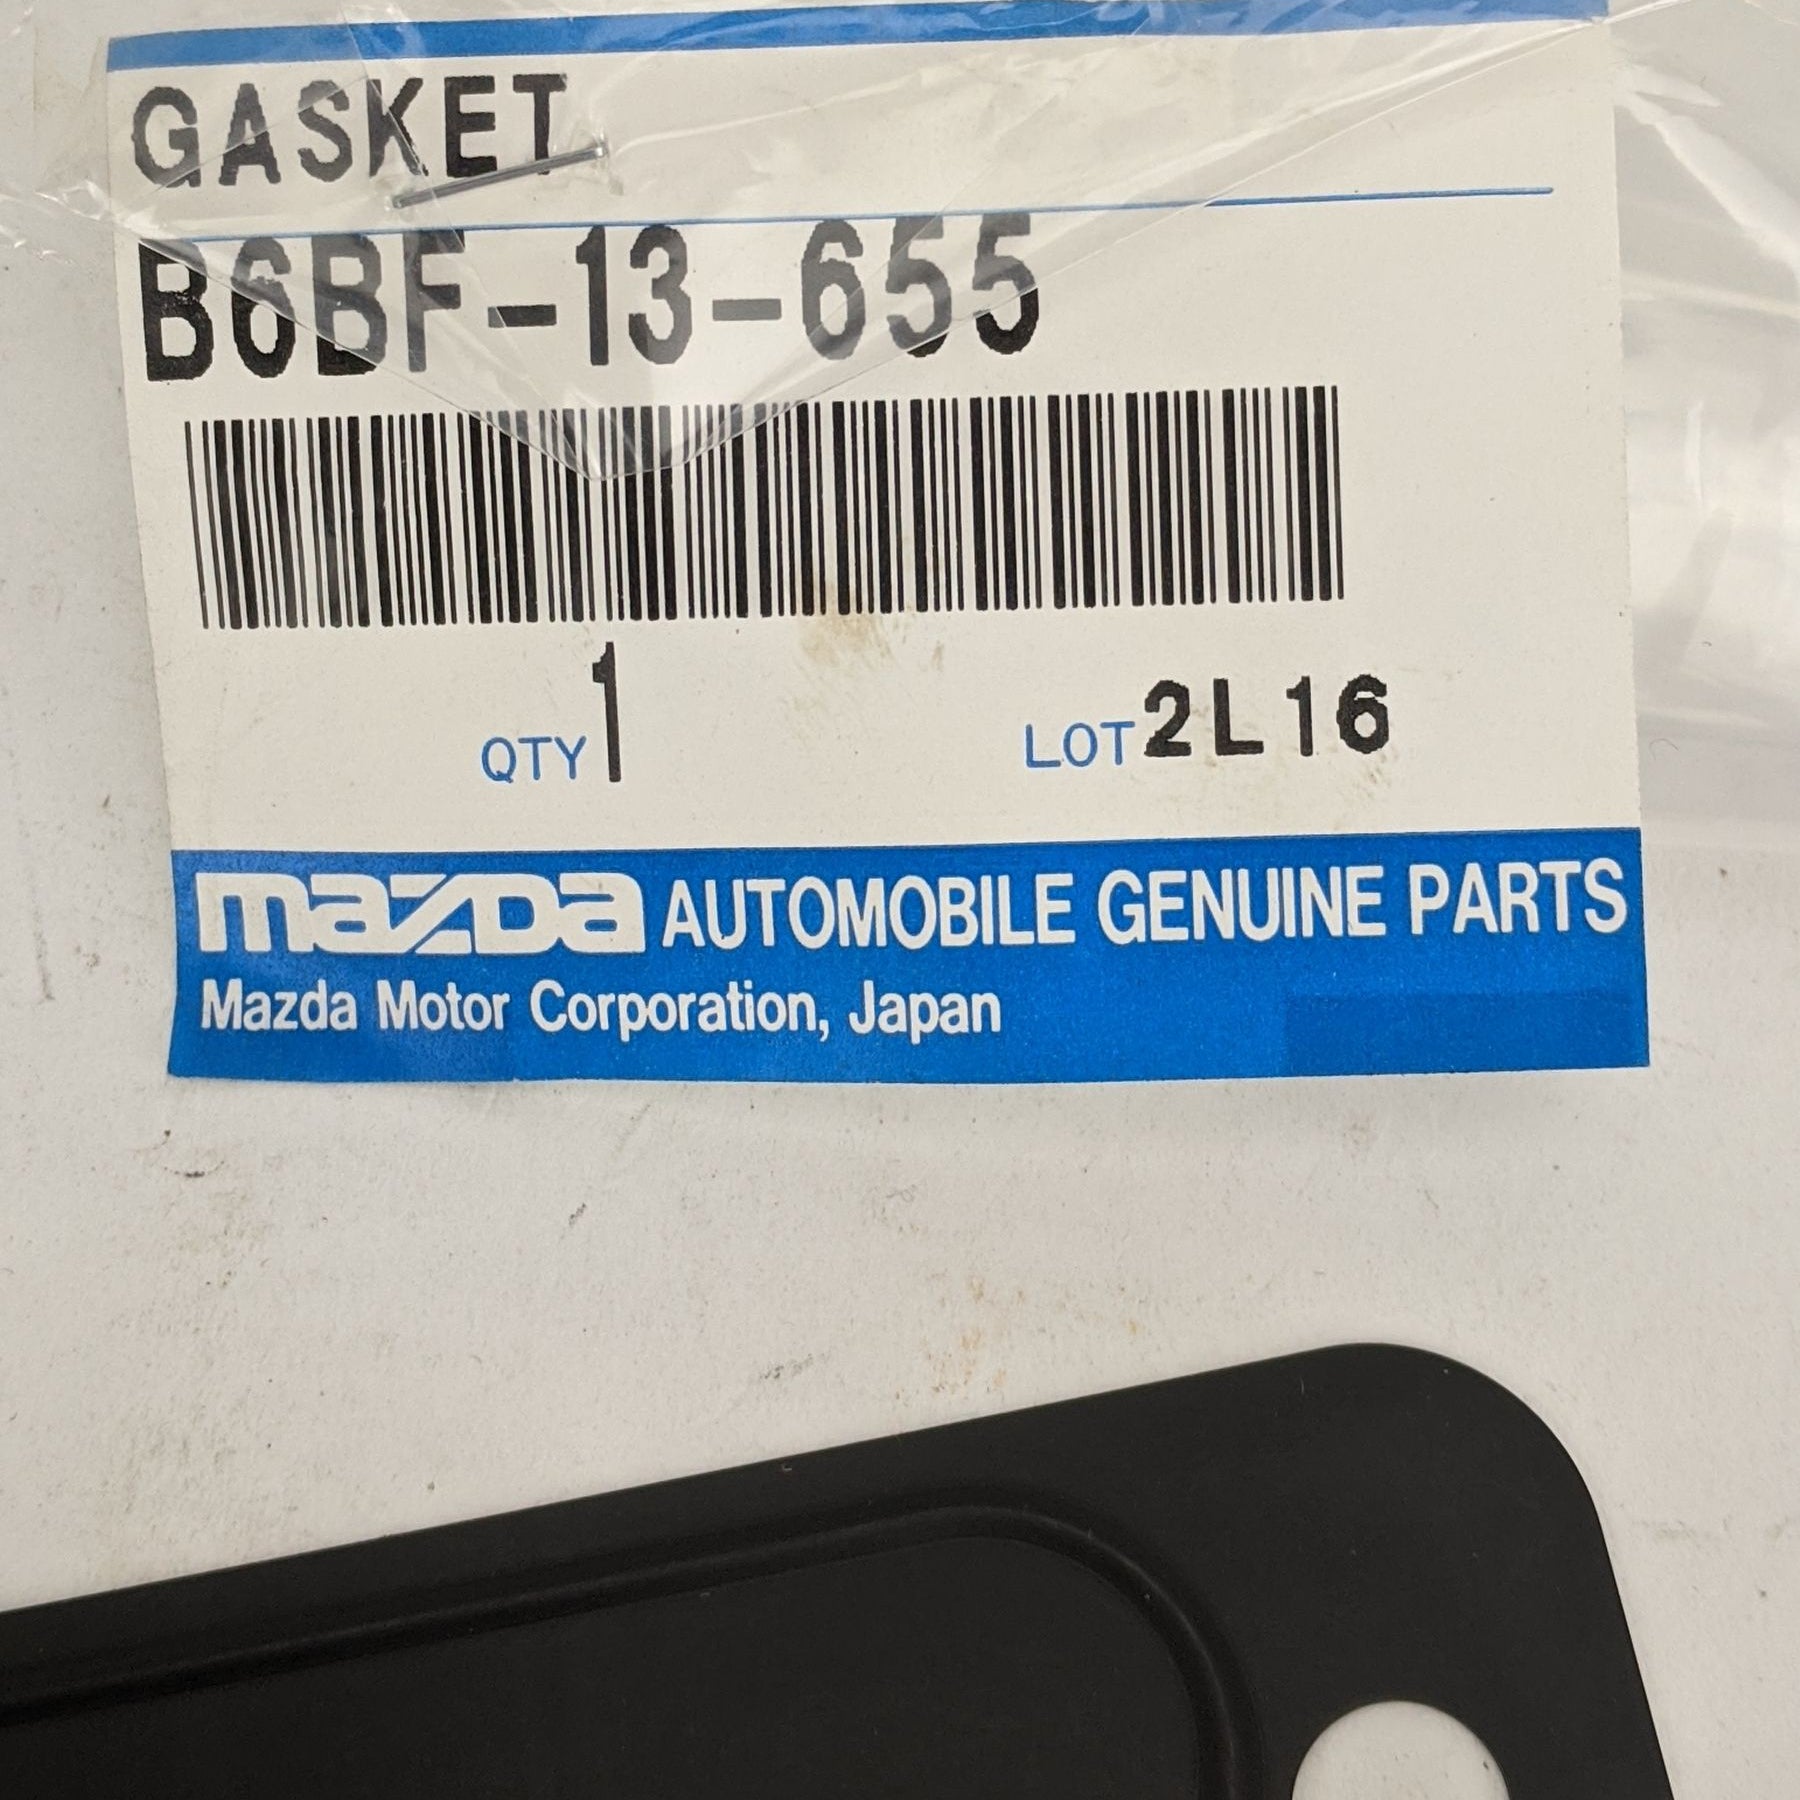 GASKET
B6BF-13-655
QTY 1 LOT 2L16
mazda AUTOMOBILE GENUINE PARTS
Mazda Motor Corporation, Japan